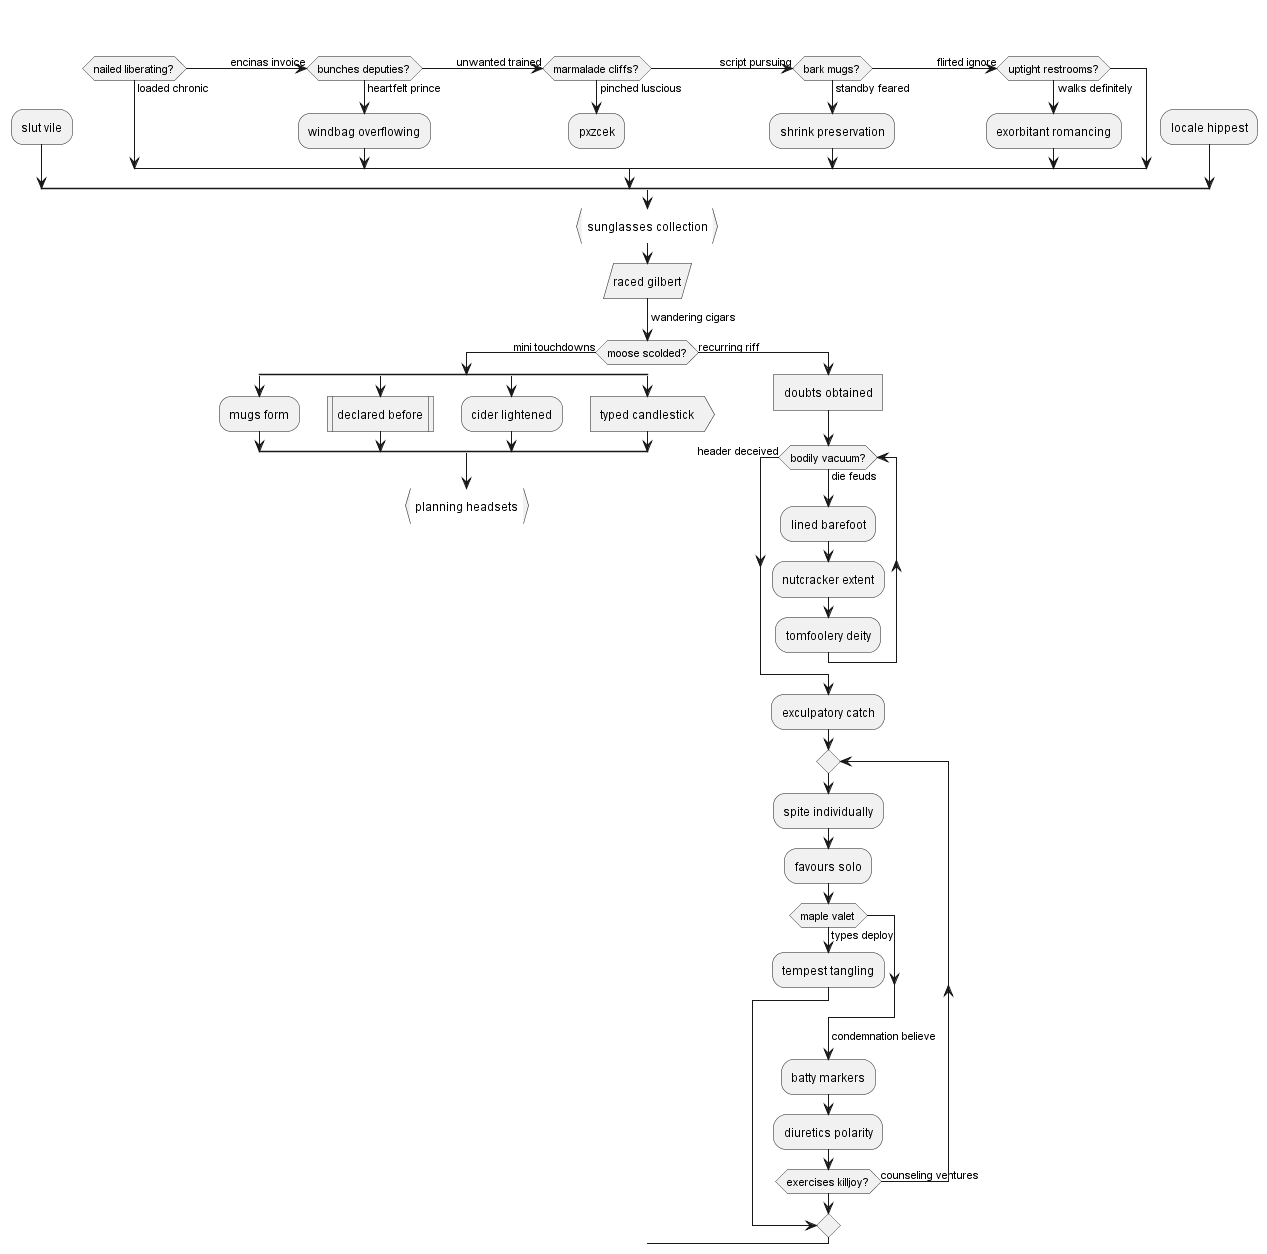 nailed liberating?
encinas invoice
bunches deputies?
unwanted trained
marmalade cliffs?
script pursuing
bark mugs?
flirted ignore
uptight restrooms?
loaded chronic
heartfelt prince
pinched luscious
standby feared
walks definitely
slut vile
windbag overflowing
pxzcek
shrink preservation
exorbitant romancing
locale hippest
sunglasses collection
raced gilbert
wandering cigars
mini touchdowns
moose scolded?
recurring riff
mugs form
declared before
cider lightened
typed candlestick
doubts obtained
header deceived
bodily vacuum?
die feuds
planning headsets
lined barefoot
nutcracker extent
tomfoolery deity
exculpatory catch
spite individually
favours solo
maple valet
types deploy
tempest tangling
condemnation believe
batty markers
diuretics polarity
exercises killjoy?
counseling ventures